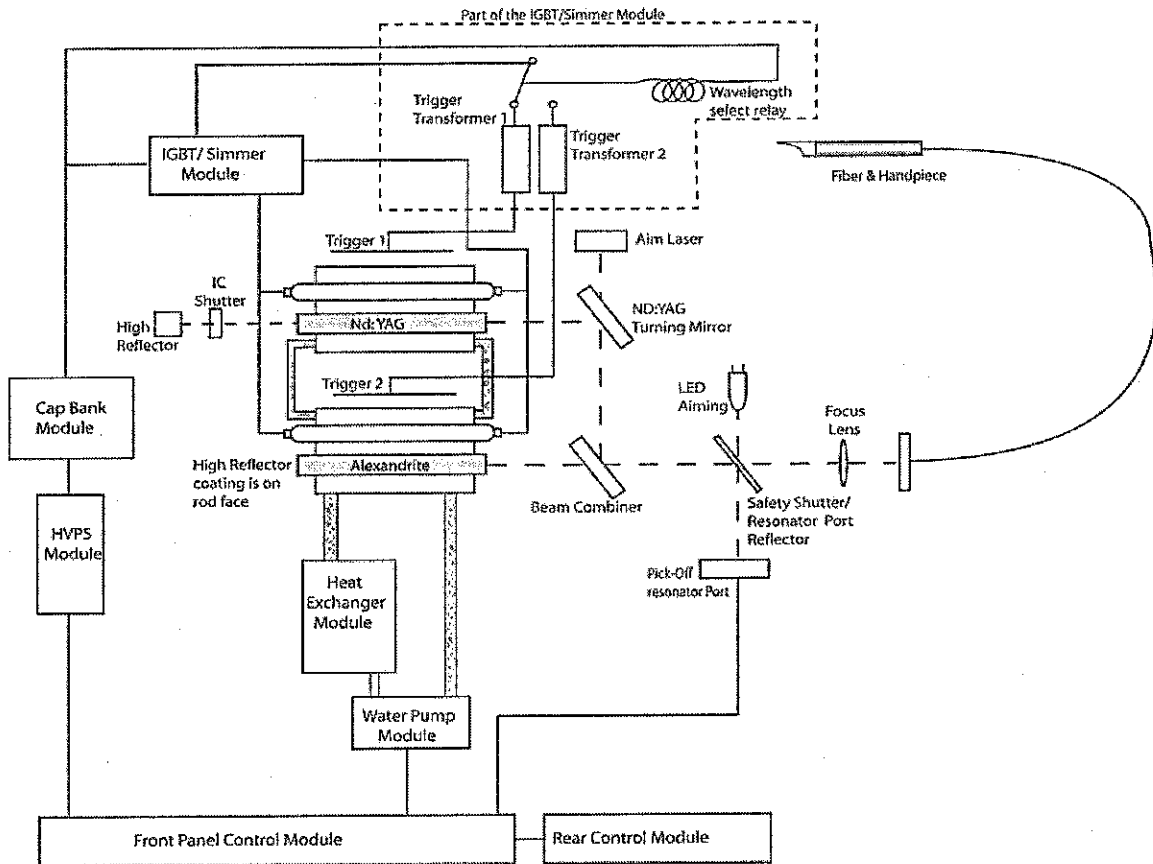 Part of the IGBT/Simmer Module
Wavelength
select relay
Trigger
Transformer 1
Trigger
Transformer 2
IGBT/ Simmer
Module
Fiber & Handpiece
Trigger 1
Aim Laser
IC
Shutter
High
Reflector
Nd:YAG
ND:YAG
Turning Mirror
Trigger 2
LED
Aiming
Cap Bank
Module
Focus
Lens
High Reflector
coating is on
rod face
Alexandrite
Beam Combiner
Safety Shutter/
Resonator Port
Reflector
HVPS
Module
Pick-Off
resonator Port
Heat
Exchanger
Module
Water Pump
Module
Front Panel Control Module
Rear Control Module